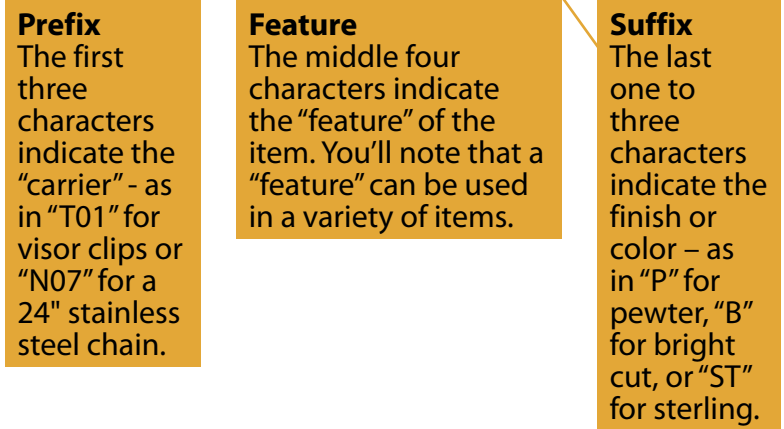 Prefix
The first
three
characters
indicate the
“carrier” - as
in “T01” for
visor clips or
“N07” for a
24" stainless
steel chain.
Feature
The middle four
characters indicate
the “feature” of the
item. You’ll note that a
“feature” can be used
in a variety of items.
Suffix
The last
one to
three
characters
indicate the
finish or
color – as
in “P” for
pewter, “B”
for bright
cut, or “ST”
for sterling.